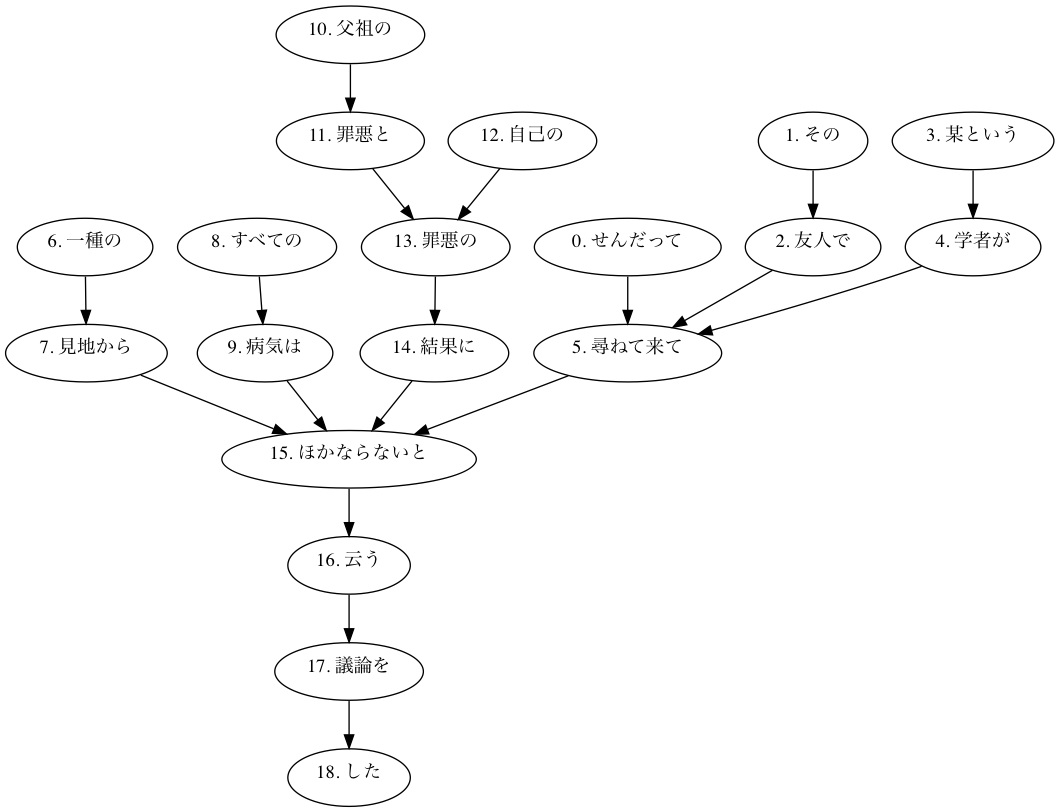 10. 父祖の
11. 罪悪と
12. 自己の
1. その
3. 某という
6. 一種の
8. すべての
13. 罪悪の
0. せんだって
2. 友人で
4. 学者が
7. 見地から
9. 病気は
14. 結果に
5. 尋ねて来て
15. ほかならないと
16. 云う
17. 議論を
18. した